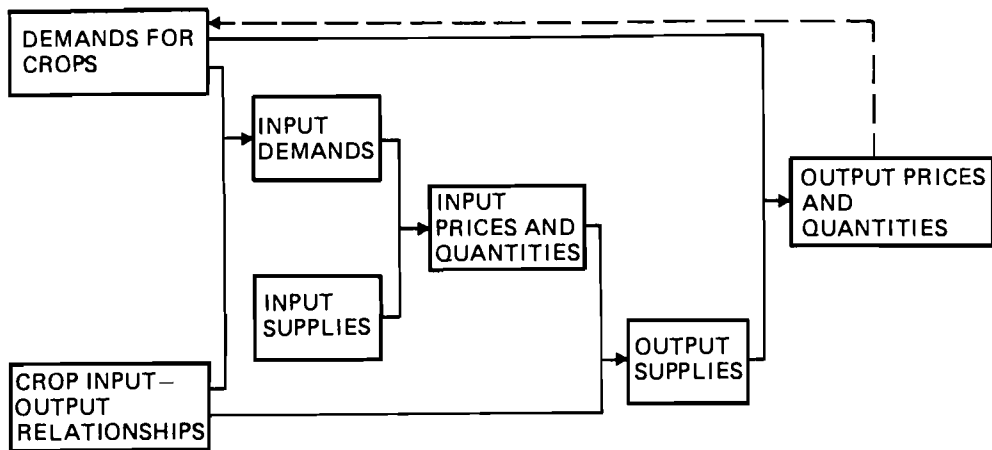 DEMANDS FOR
CROPS
INPUT
DEMANDS
INPUT
PRICES AND
QUANTITIES
OUTPUT PRICES
AND
QUANTITIES
INPUT
SUPPLIES
OUTPUT
SUPPLIES
CROP INPUT—
OUTPUT
RELATIONSHIPS